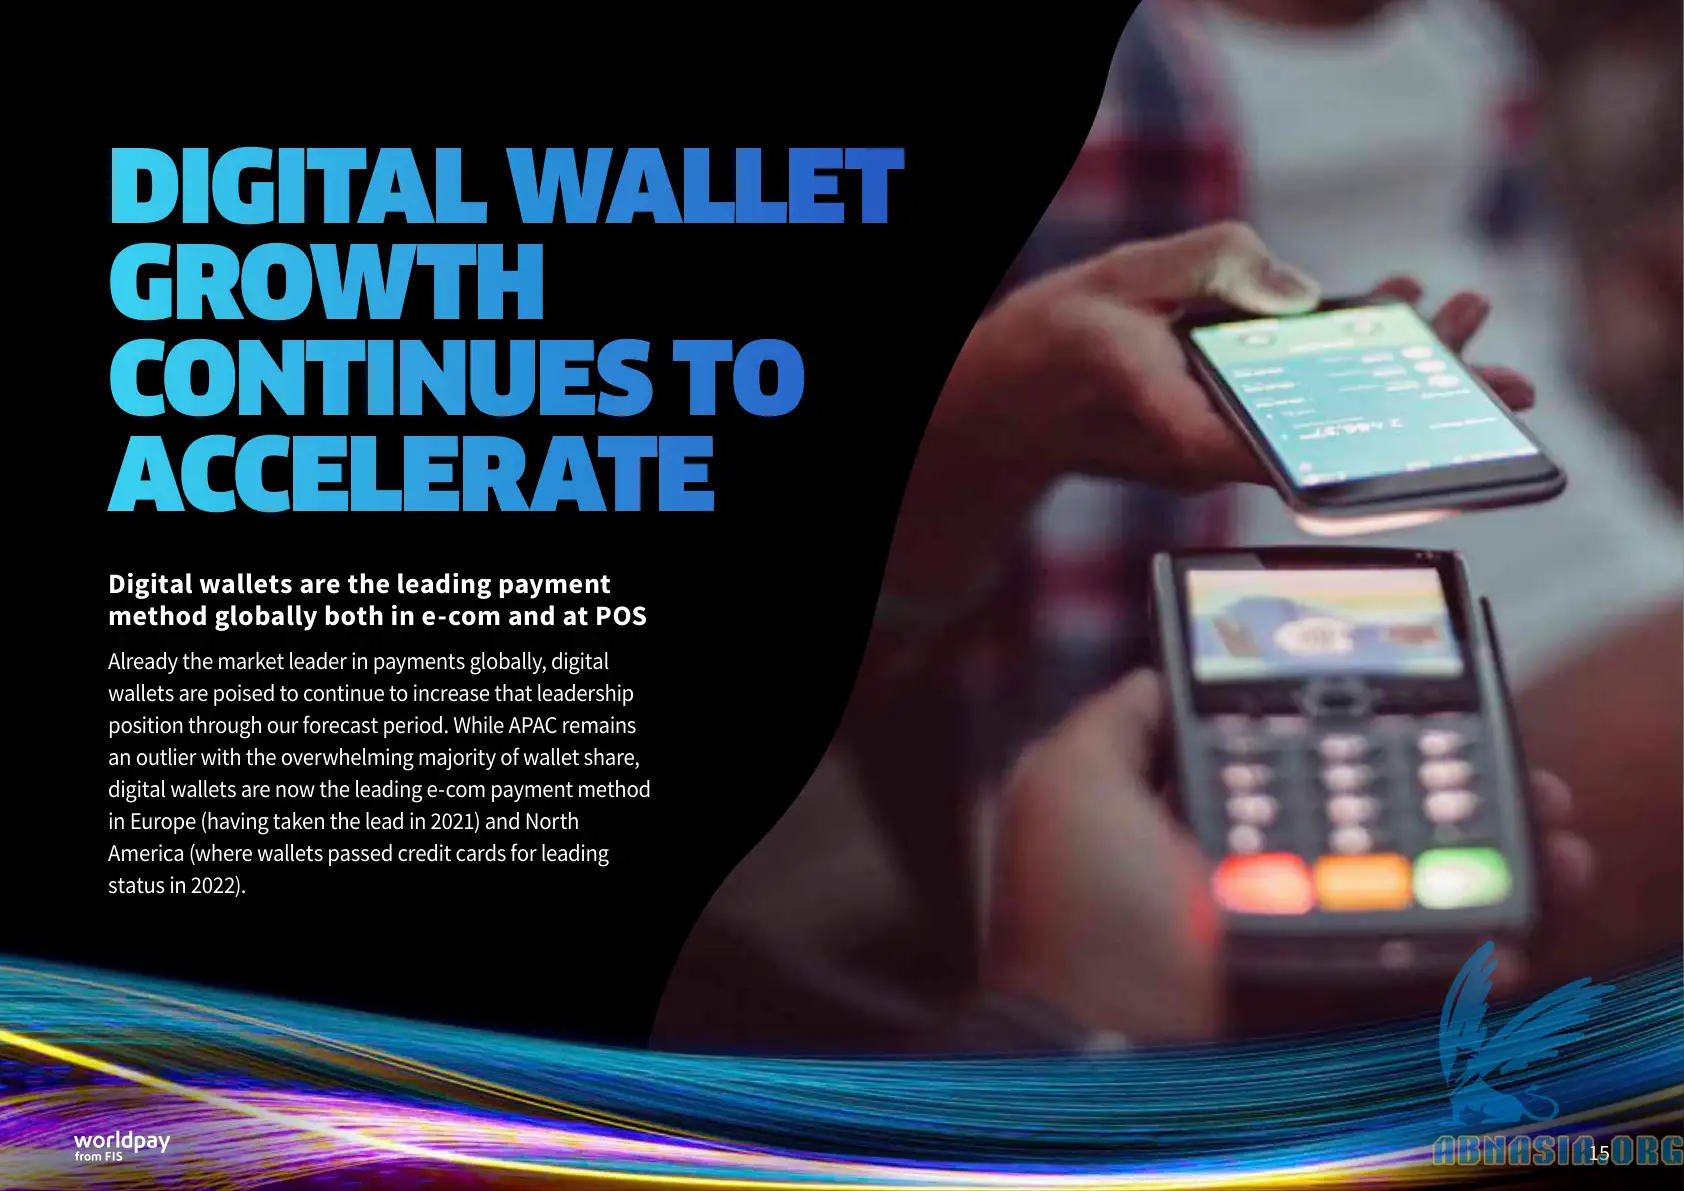 DIGITAL WALLET
GROWTH
CONTINUES TO
ACCELERATE
Digital wallets are the leading payment
method globally both in e-com and at POS
Already the market leader in payments globally, digital
wallets are poised to continue to increase that leadership
position through our forecast period. While APAC remains
an outlier with the overwhelming majority of wallet share,
digital wallets are now the leading e-com payment method
in Europe (having taken the lead in 2021) and North
America (where wallets passed credit cards for leading
status in 2022).
worldpay
from FIS
ABNASIA.ORG
15